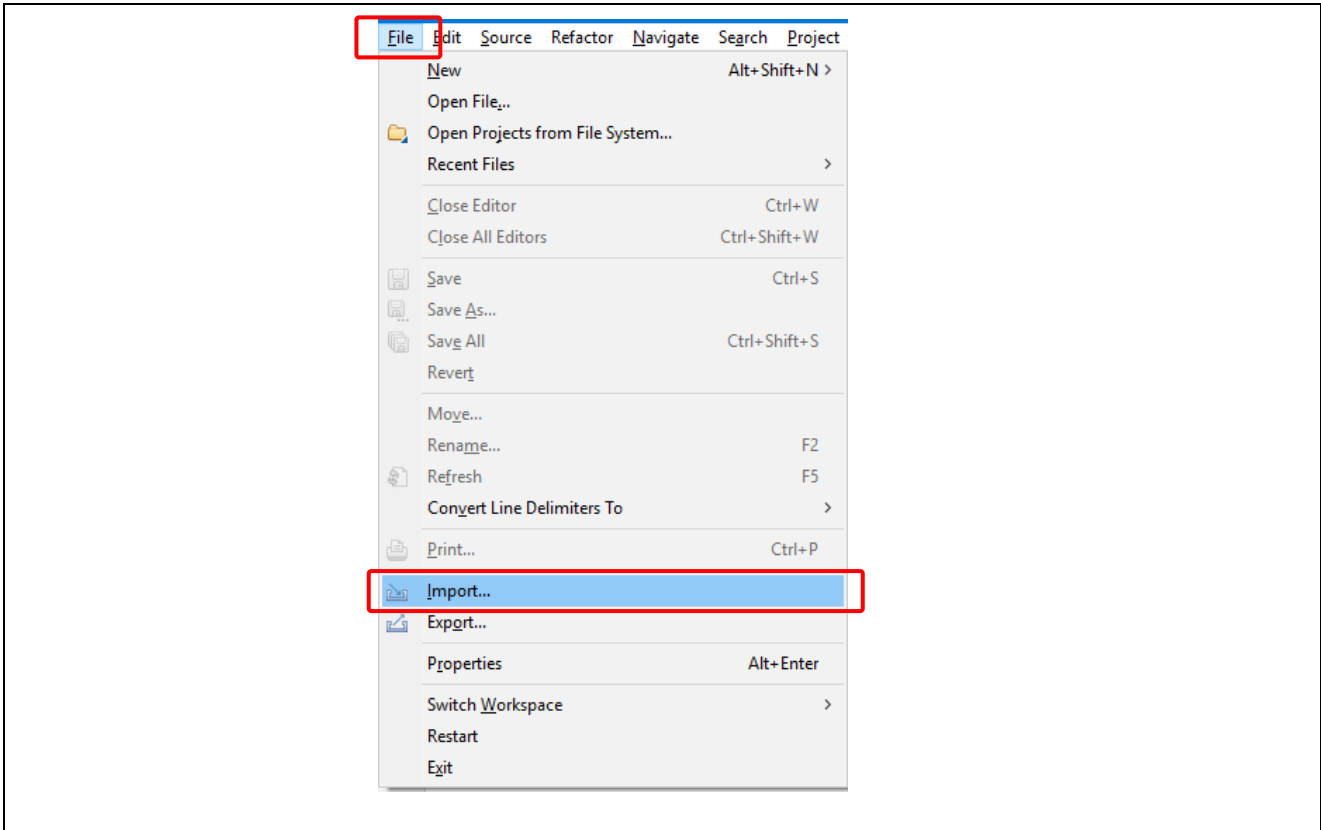 File Edit Source Refactor Navigate Search Project
New Alt+Shift+N >
Open File...
Open Projects from File System...
Recent Files >
Close Editor Ctrl+W
Close All Editors Ctrl+Shift+W
Save Ctrl+S
Save As...
Save All Ctrl+Shift+S
Revert
Move...
Rename... F2
Refresh F5
Convert Line Delimiters To >
Print... Ctrl+P
Import...
Export...
Properties Alt+Enter
Switch Workspace >
Restart
Exit